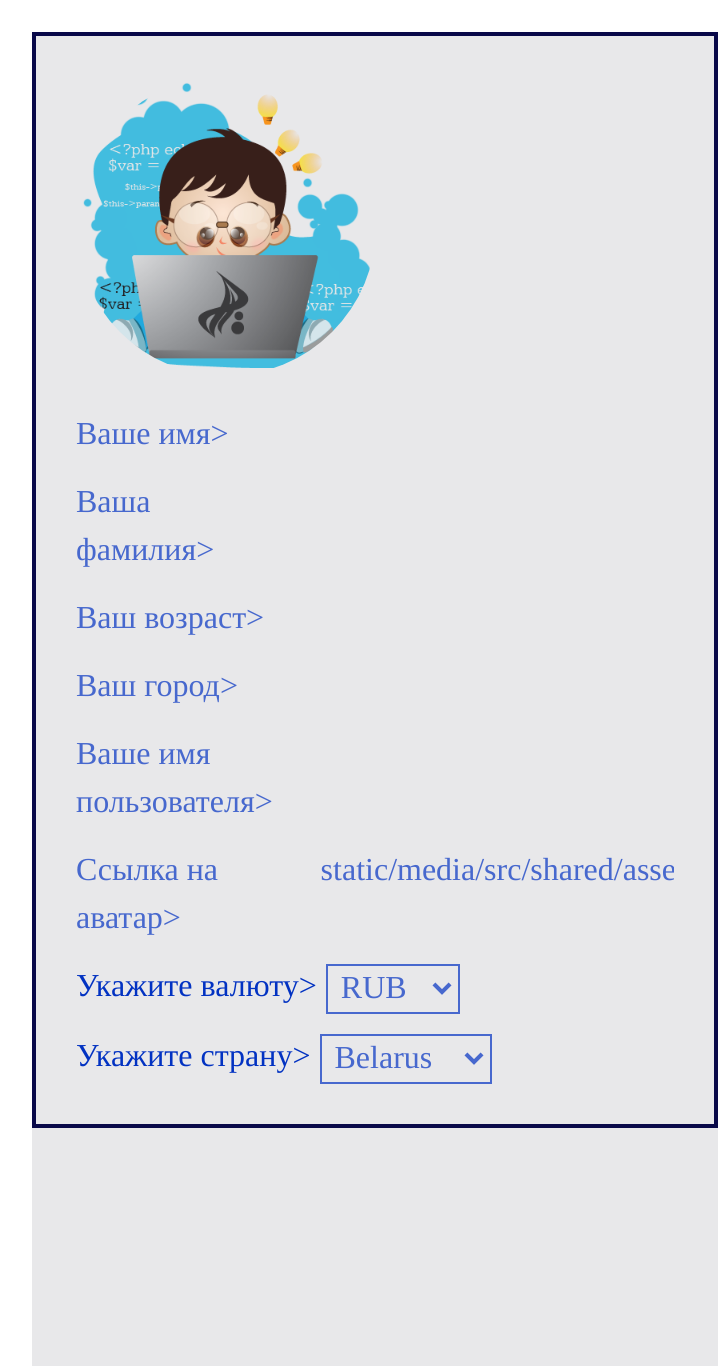 <?php ec
$var =
$this->p
$this->param
<?ph
$var =
<?php e
$var =
Ваше имя>
Ваша
фамилия>
Ваш возраст>
Ваш город>
Ваше имя
пользователя>
Ссылка на static/media/src/shared/asse
аватар>
Укажите валюту> RUB
Укажите страну> Belarus